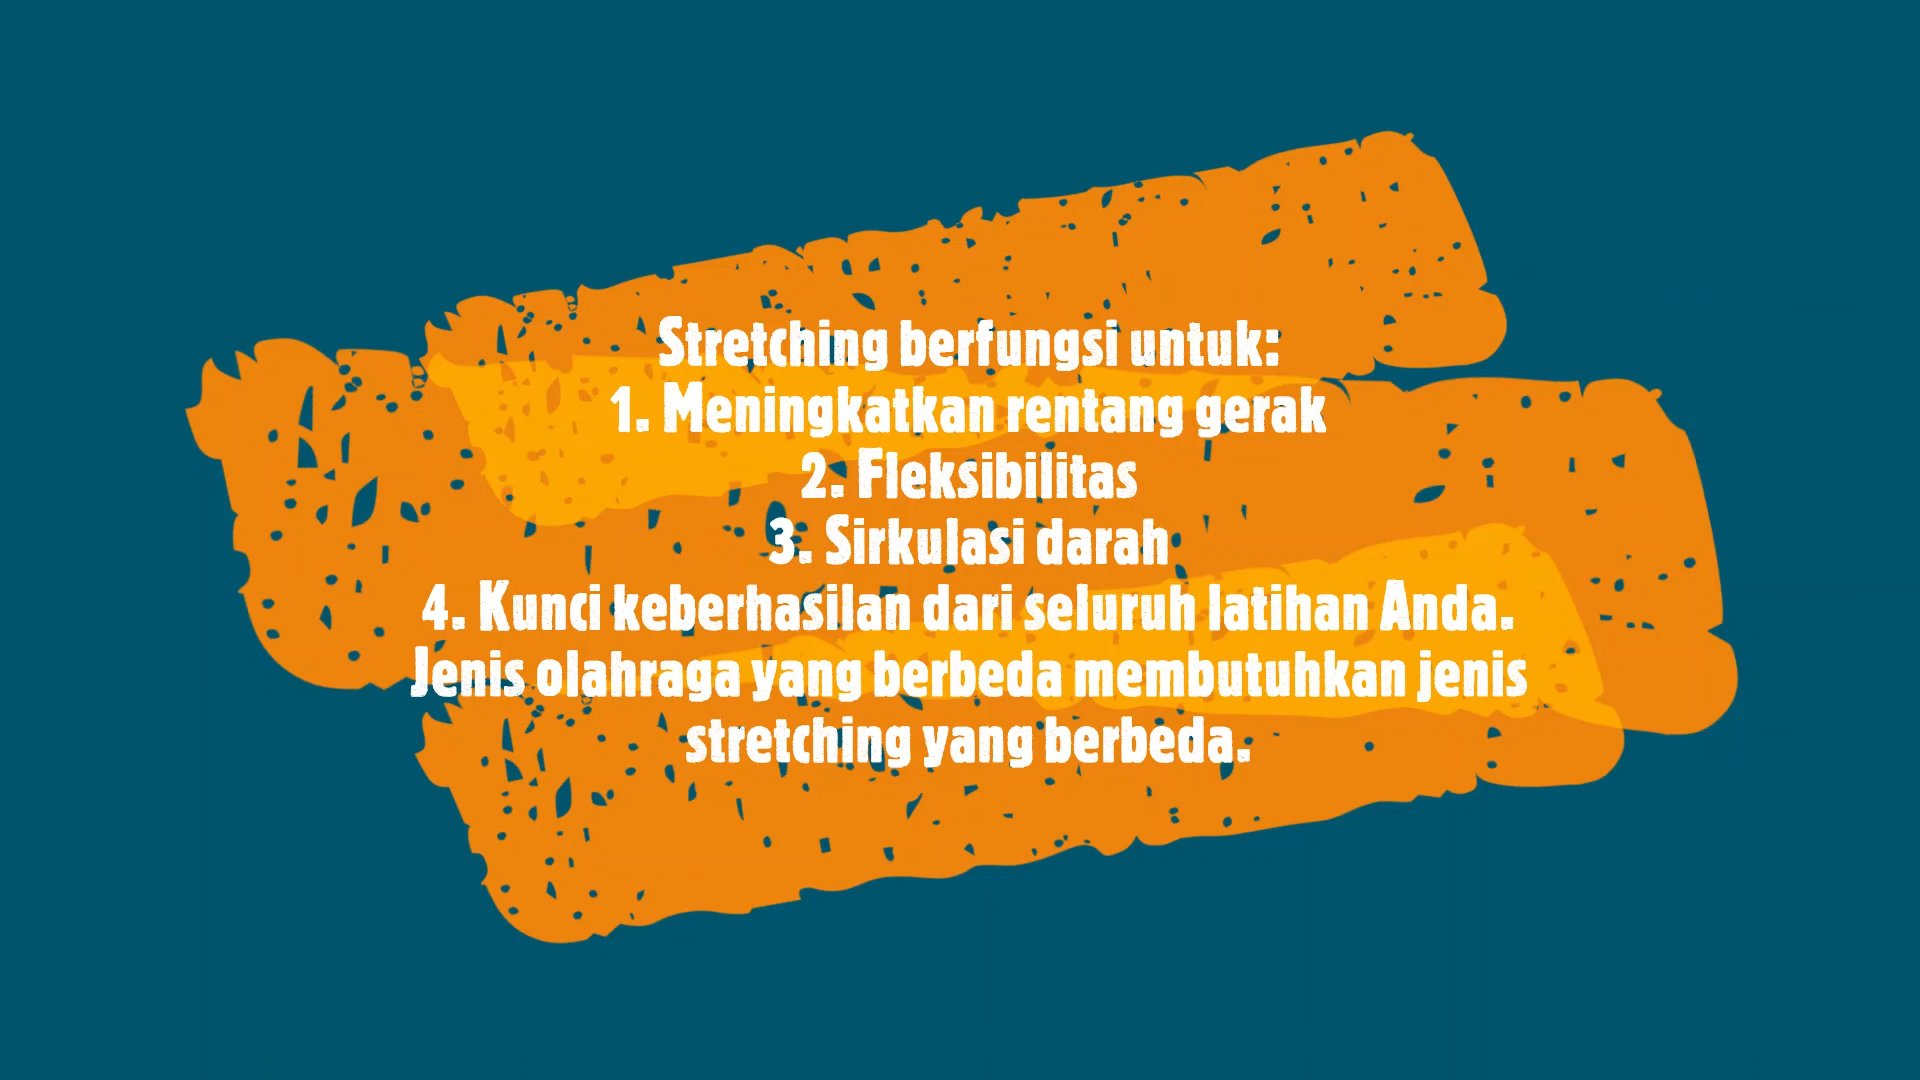 Stretching berfungsi untuk:
1. Meningkatkan rentang gerak
2. Fleksibilitas
3. Sirkulasi darah
4. Kunci keberhasilan dari seluruh latihan Anda.
Jenis olahraga yang berbeda membutuhkan jenis
stretching yang berbeda.